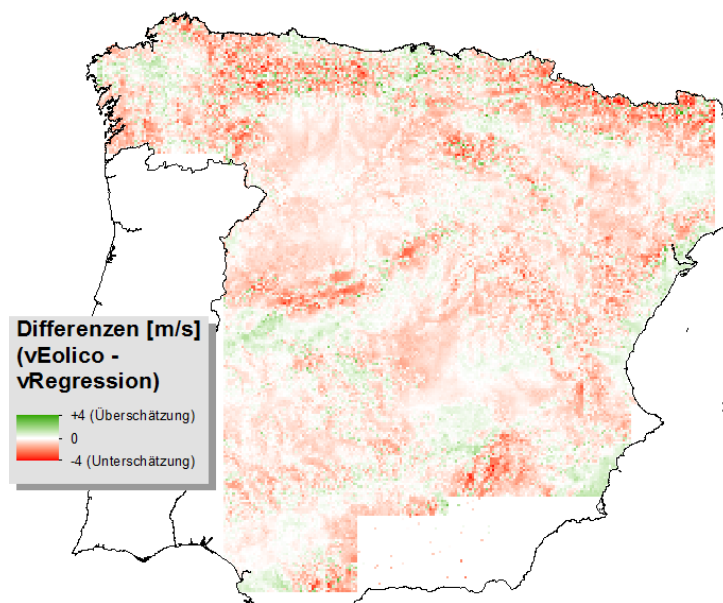 Differenzen [m/s]
(vEolico -
vRegression)
+4 (Überschätzung)
0
-4 (Unterschätzung)